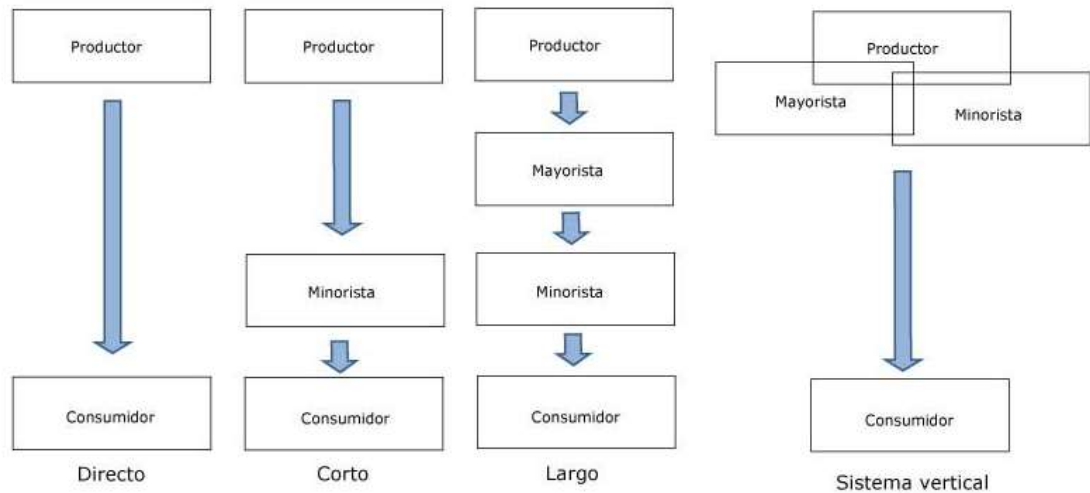 Productor
Consumidor
Directo
Productor
Minorista
Consumidor
Corto
Productor
Mayorista
Minorista
Consumidor
Largo
Productor
Mayorista
Minorista
Consumidor
Sistema vertical